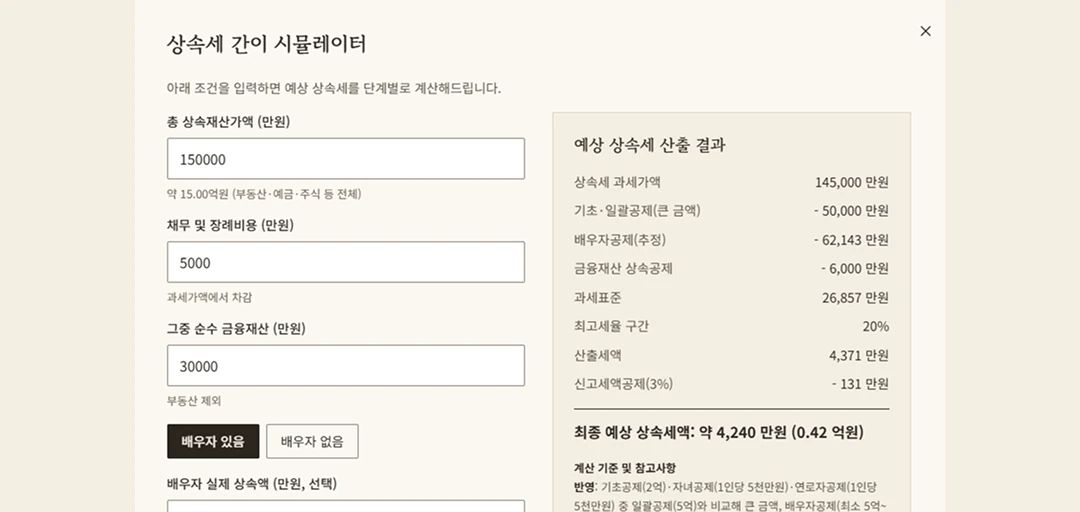 상속세 간이 시뮬레이터
×
아래 조건을 입력하면 예상 상속세를 단계별로 계산해드립니다.
총 상속재산가액 (만원)
150000
약 15.00억원 (부동산·예금·주식 등 전체)
채무 및 장례비용 (만원)
5000
과세가액에서 차감
그중 순수 금융재산 (만원)
30000
부동산 제외
배우자 있음 배우자 없음
배우자 실제 상속액 (만원, 선택)
예상 상속세 산출 결과
상속세 과세가액 145,000 만원
기초·일괄공제(큰 금액) - 50,000 만원
배우자공제(추정) - 62,143 만원
금융재산 상속공제 - 6,000 만원
과세표준 26,857 만원
최고세율 구간 20%
산출세액 4,371 만원
신고세액공제(3%) - 131 만원
최종 예상 상속세액: 약 4,240 만원 (0.42 억원)
계산 기준 및 참고사항
반영: 기초공제(2억)·자녀공제(1인당 5천만원)·연로자공제(1인당
5천만원) 중 일괄공제(5억)와 비교해 큰 금액, 배우자공제(최소 5억~